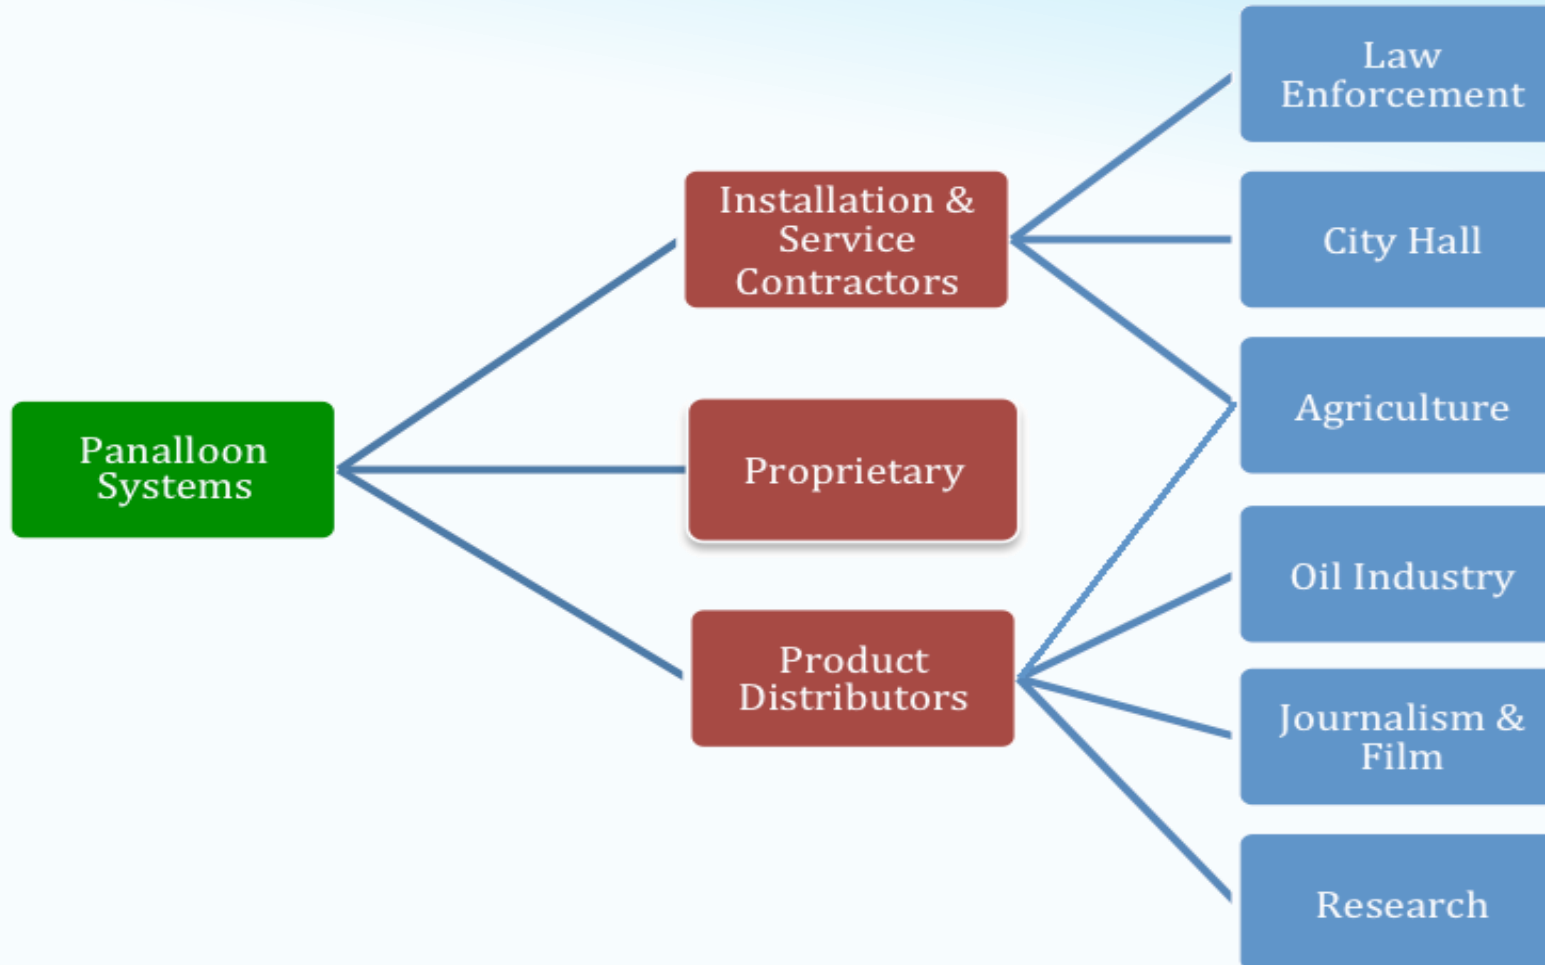 Panalloon
Systems
Installation &
Service
Contractors
Proprietary
Product
Distributors
Law
Enforcement
City Hall
Agriculture
Oil Industry
Journalism &
Film
Research